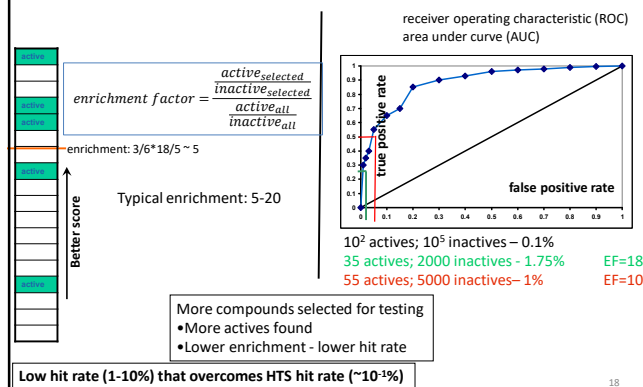 receiver operating characteristic (ROC)
area under curve (AUC)
active
active
active
enrichment factor = active_selected / inactive_selected / active_all / inactive_all
enrichment: 3/6*18/5 ~ 5
active
Typical enrichment: 5-20
Better score
active
1
0.9
0.8
0.7
0.6
0.5
0.4
0.3
0.2
0.1
0
true positive rate
false positive rate
0 0.1 0.2 0.3 0.4 0.5 0.6 0.7 0.8 0.9 1
10² actives; 10⁵ inactives – 0.1%
35 actives; 2000 inactives - 1.75% EF=18
55 actives; 5000 inactives– 1% EF=10
More compounds selected for testing
•More actives found
•Lower enrichment - lower hit rate
Low hit rate (1-10%) that overcomes HTS hit rate (~10⁻¹%)
18